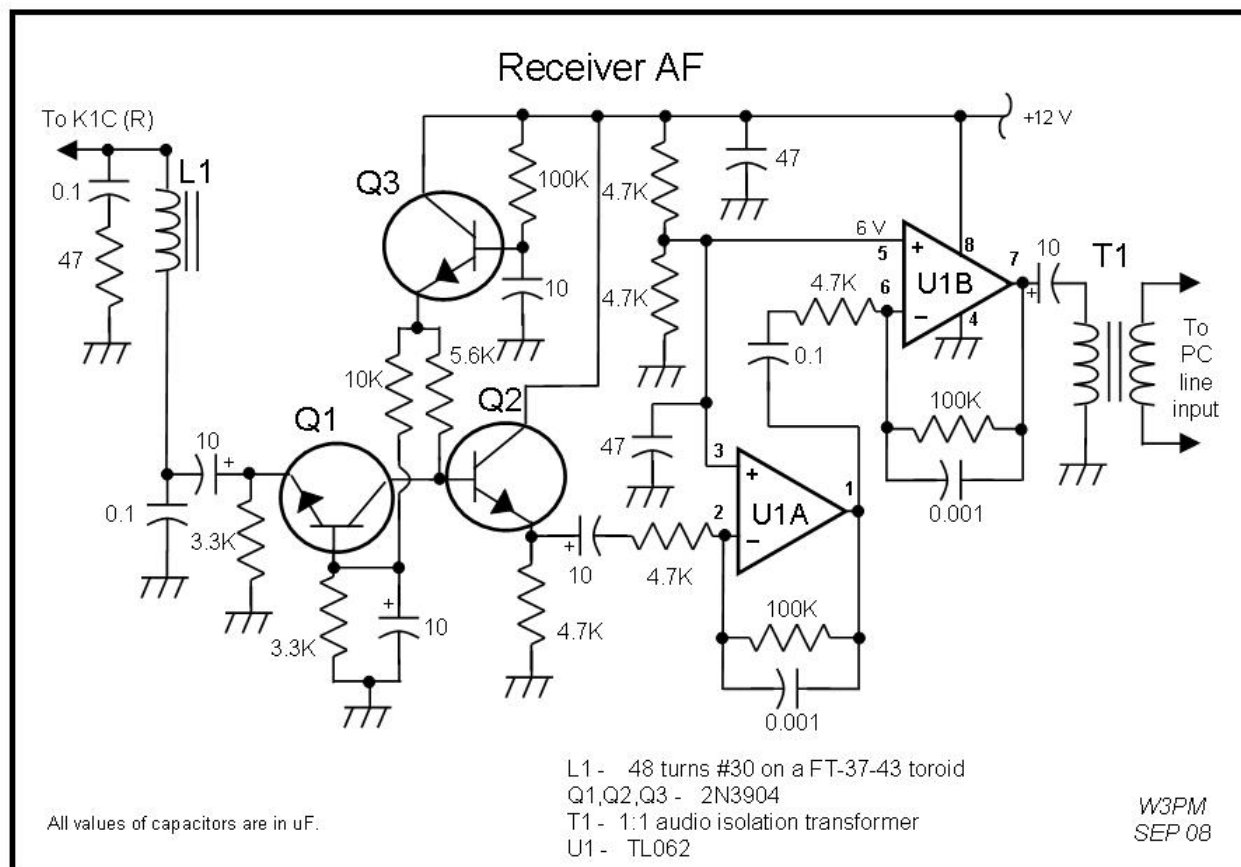 Receiver AF
To K1C (R)
L1
0.1
47
Q3
100K
10
4.7K
4.7K
47
+12 V
6 V
5
+
8
U1B
7
6
−
4
10
+
T1
To
PC
line
input
4.7K
0.1
100K
0.001
10K
5.6K
Q1
Q2
10
+
0.1
3.3K
3.3K
+
10
4.7K
+
10
4.7K
47
3
+
2
−
U1A
1
100K
0.001
L1 - 48 turns #30 on a FT-37-43 toroid
Q1,Q2,Q3 - 2N3904
T1 - 1:1 audio isolation transformer
U1 - TL062
All values of capacitors are in uF.
W3PM
SEP 08